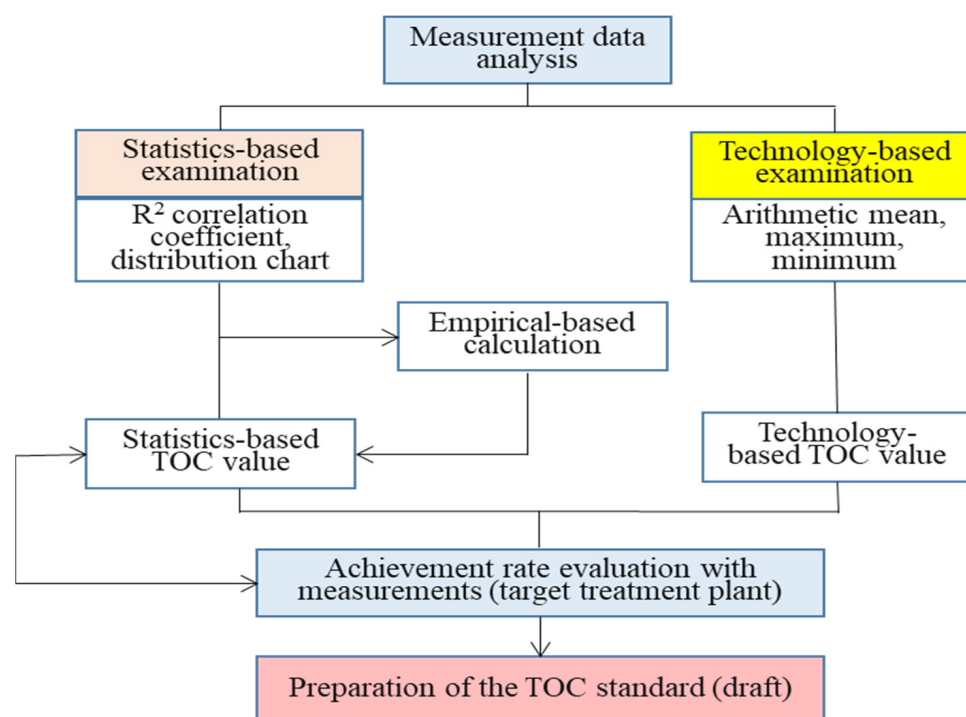 Measurement data
analysis
Statistics-based
examination
R² correlation
coefficient,
distribution chart
Technology-based
examination
Arithmetic mean,
maximum,
minimum
Empirical-based
calculation
Statistics-based
TOC value
Technology-
based TOC value
Achievement rate evaluation with
measurements (target treatment plant)
Preparation of the TOC standard (draft)